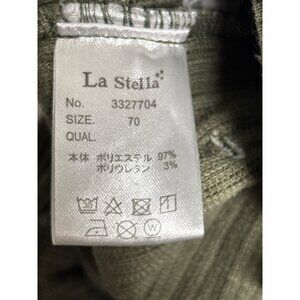 La Stella
No. 3327704
SIZE. 70
QUAL.
本体 ポリエステル 97%
ポリウレタン 3%